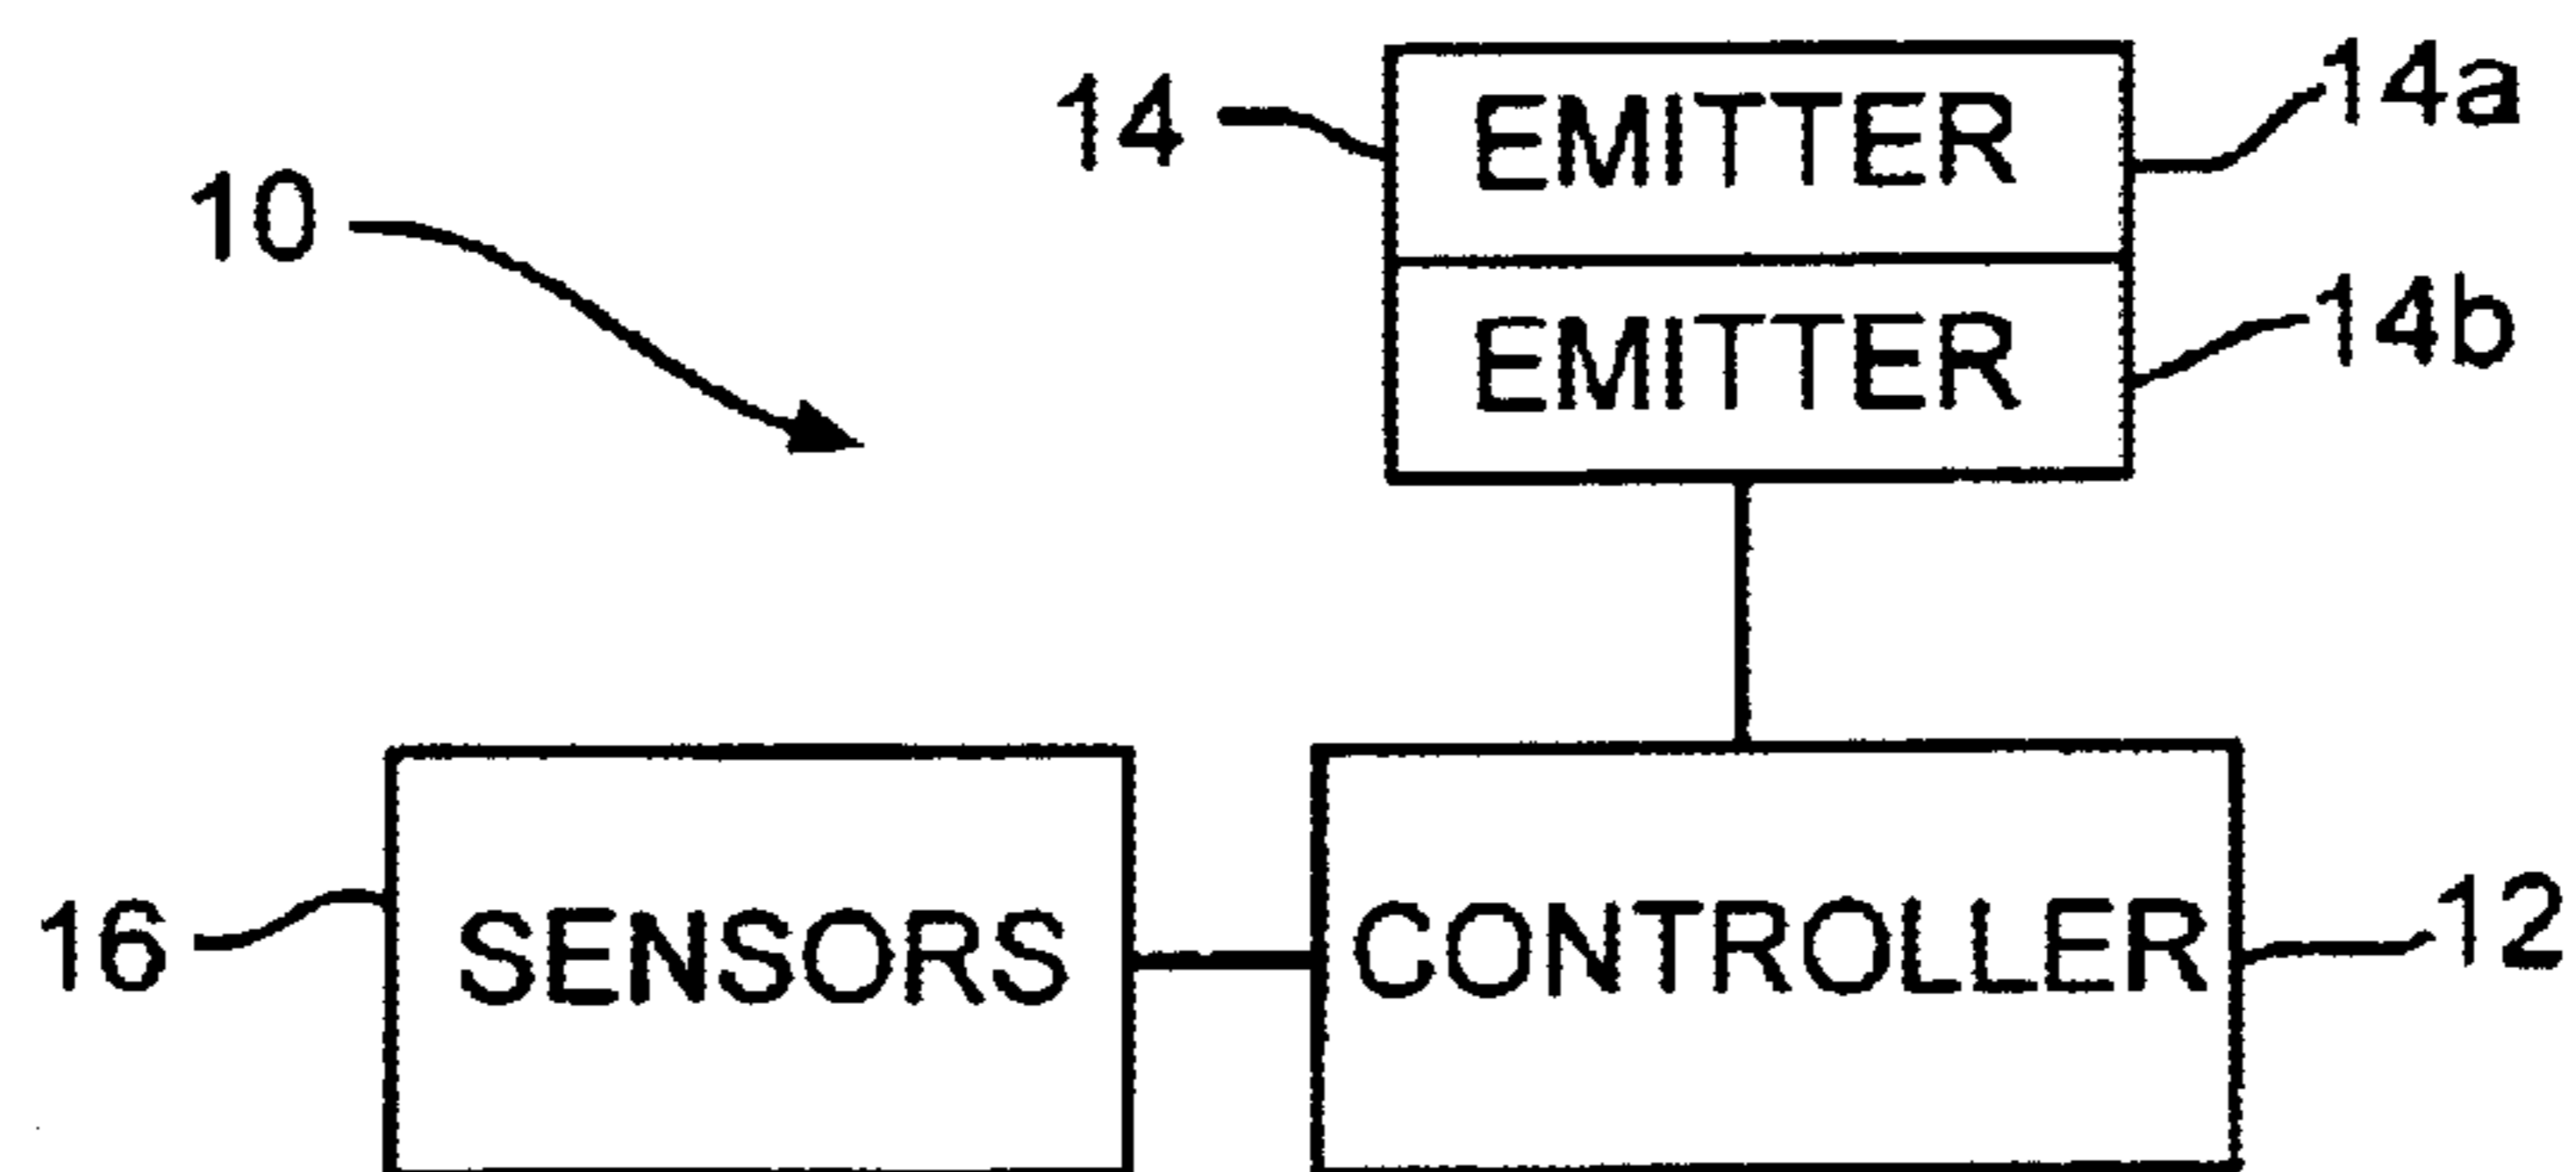 14 EMITTER 14a
10
EMITTER 14b
16 SENSORS CONTROLLER 12